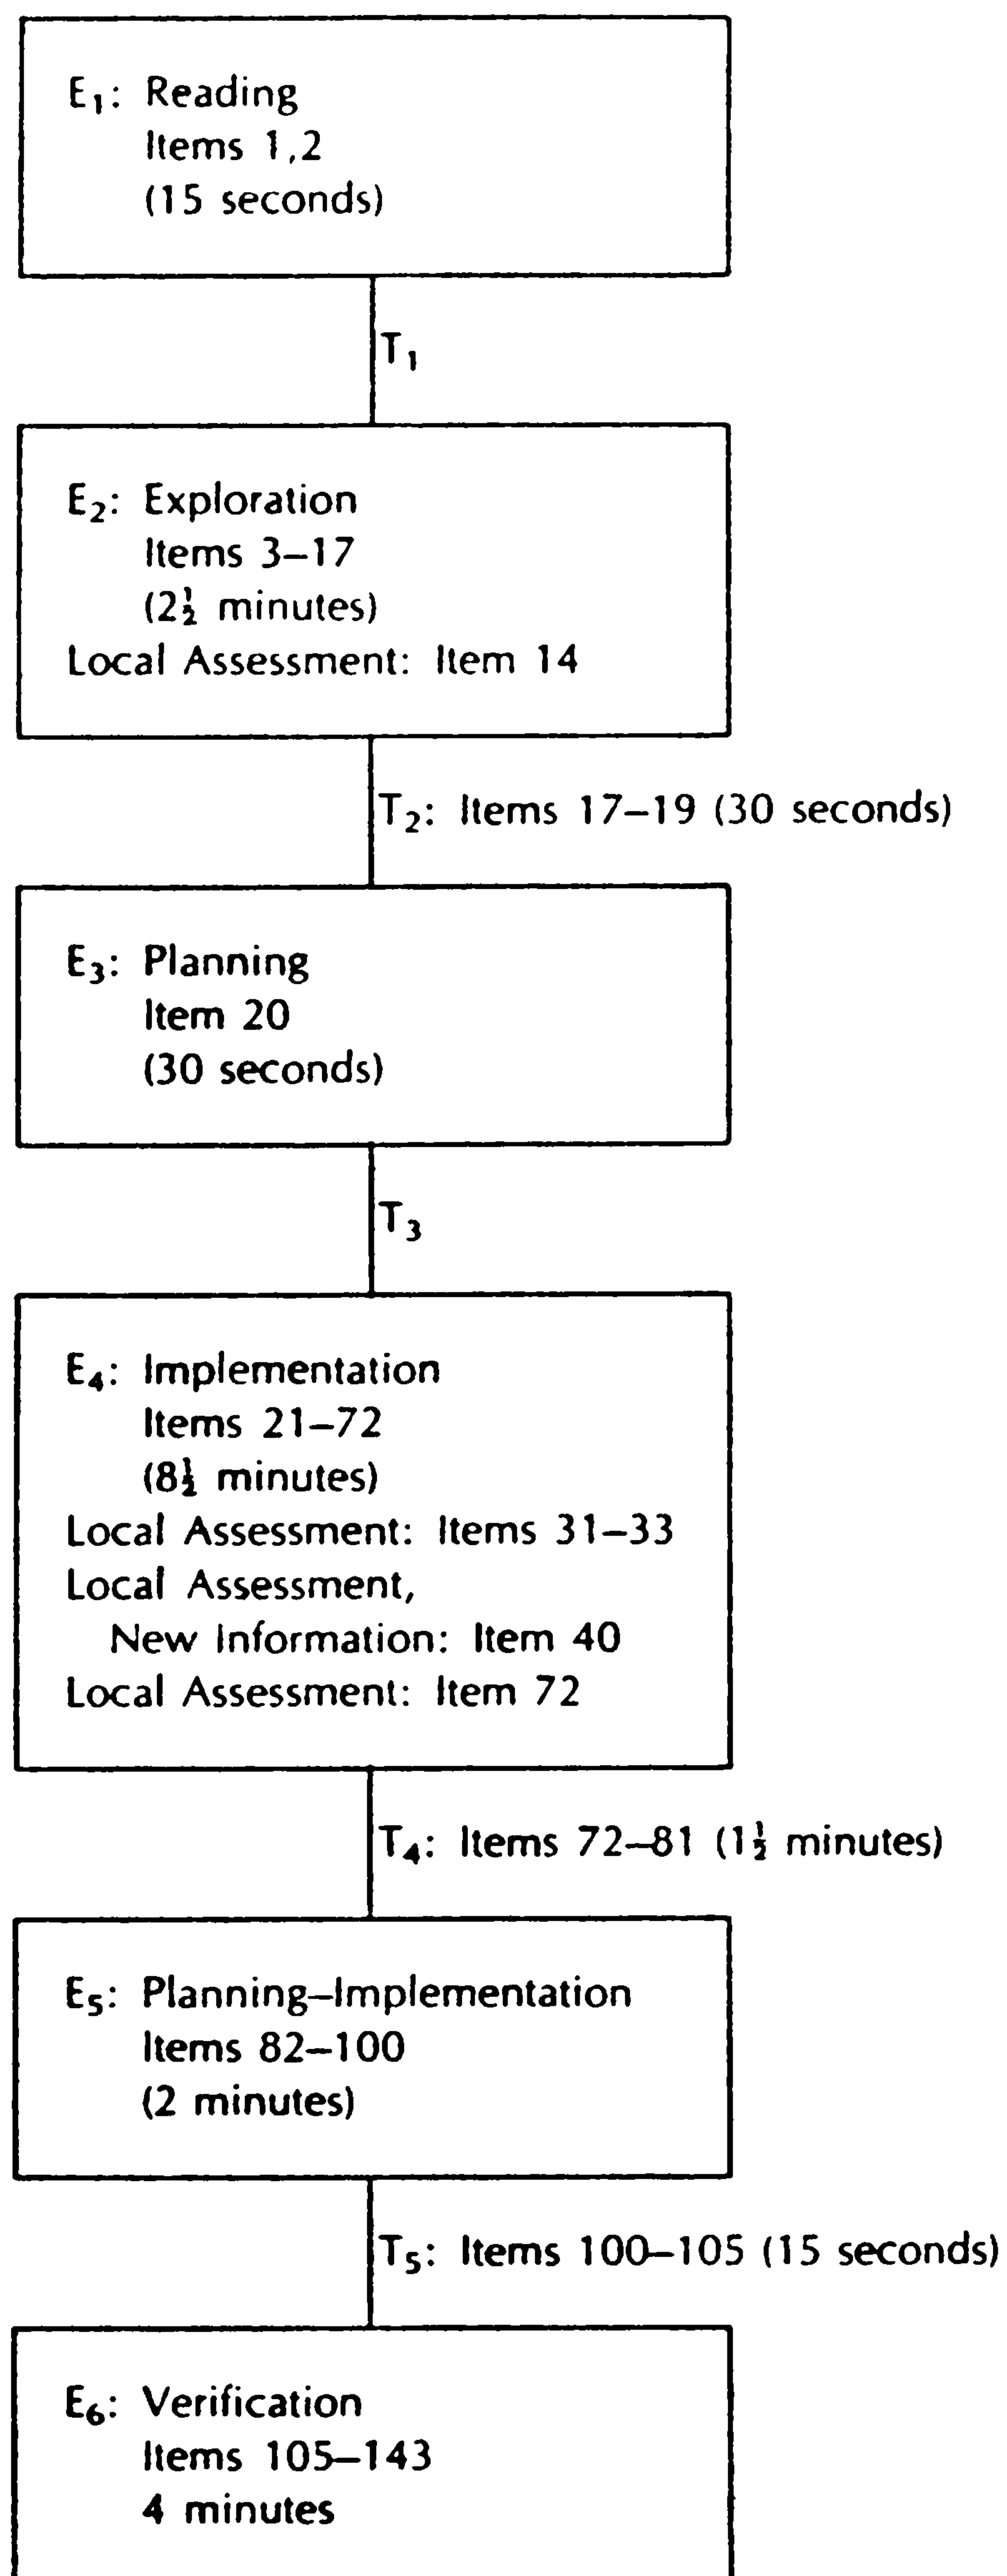 E₁: Reading
Items 1,2
(15 seconds)
T₁
E₂: Exploration
Items 3–17
(2½ minutes)
Local Assessment: Item 14
T₂: Items 17–19 (30 seconds)
E₃: Planning
Item 20
(30 seconds)
T₃
E₄: Implementation
Items 21–72
(8½ minutes)
Local Assessment: Items 31–33
Local Assessment,
New Information: Item 40
Local Assessment: Item 72
T₄: Items 72–81 (1½ minutes)
E₅: Planning–Implementation
Items 82–100
(2 minutes)
T₅: Items 100–105 (15 seconds)
E₆: Verification
Items 105–143
4 minutes